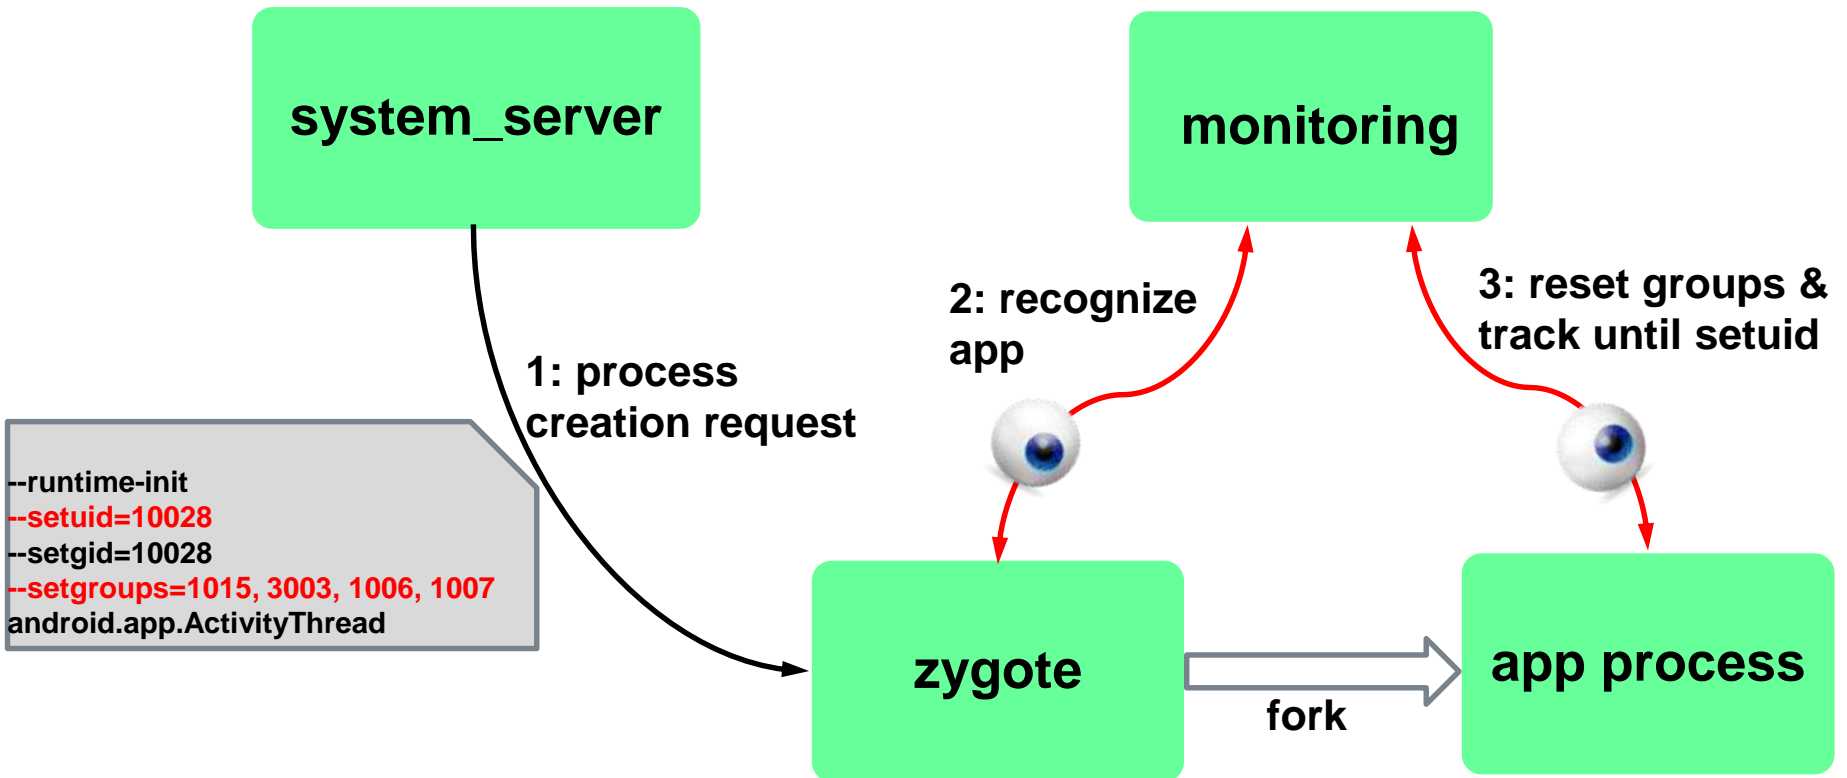 system_server
monitoring
2: recognize
app
3: reset groups &
track until setuid
1: process
creation request
--runtime-init
--setuid=10028
--setgid=10028
--setgroups=1015, 3003, 1006, 1007
android.app.ActivityThread
zygote
fork
app process